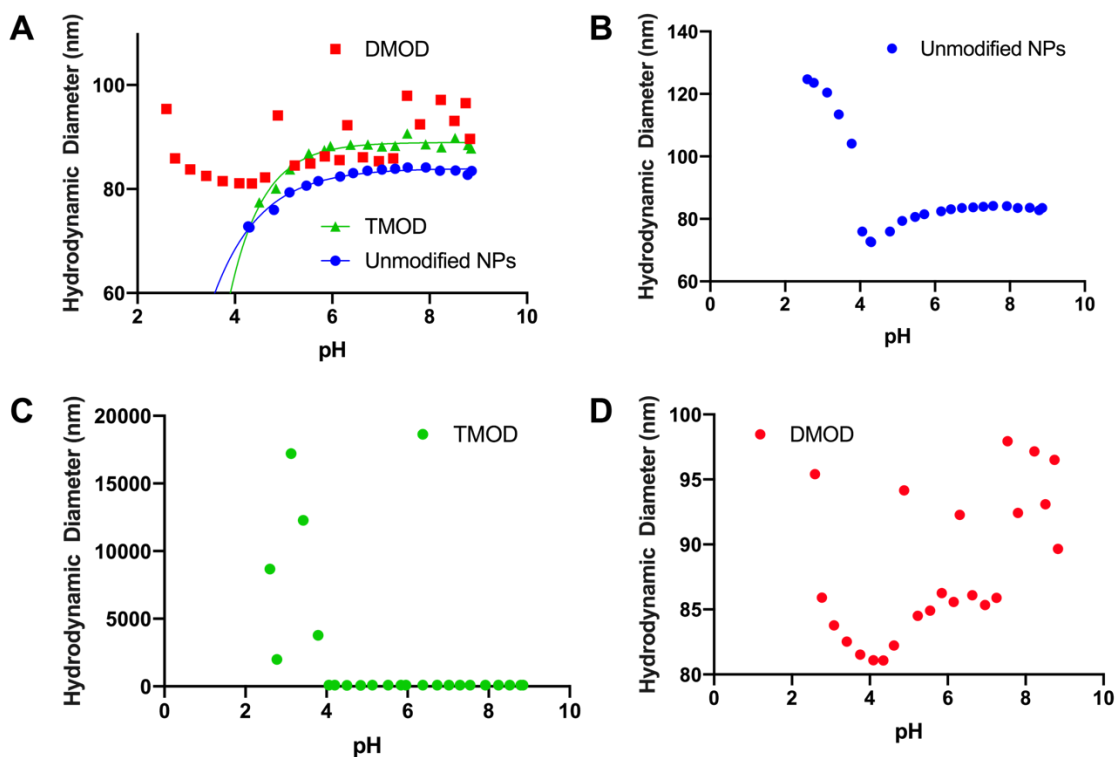 A
Hydrodynamic Diameter (nm)
100
80
60
2
4
6
8
10
pH
DMOD
TMOD
Unmodified NPs
B
Hydrodynamic Diameter (nm)
140
120
100
80
60
0
2
4
6
8
10
pH
Unmodified NPs
C
Hydrodynamic Diameter (nm)
20000
15000
10000
5000
0
0
2
4
6
8
10
pH
TMOD
D
Hydrodynamic Diameter (nm)
100
95
90
85
80
0
2
4
6
8
10
pH
DMOD